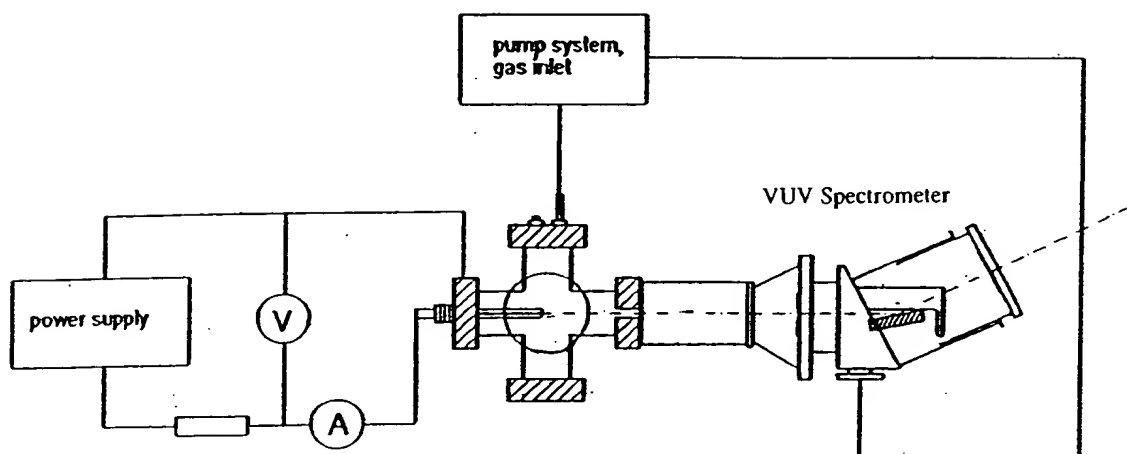 pump system,
gas inlet
VUV Spectrometer
power supply
V
A